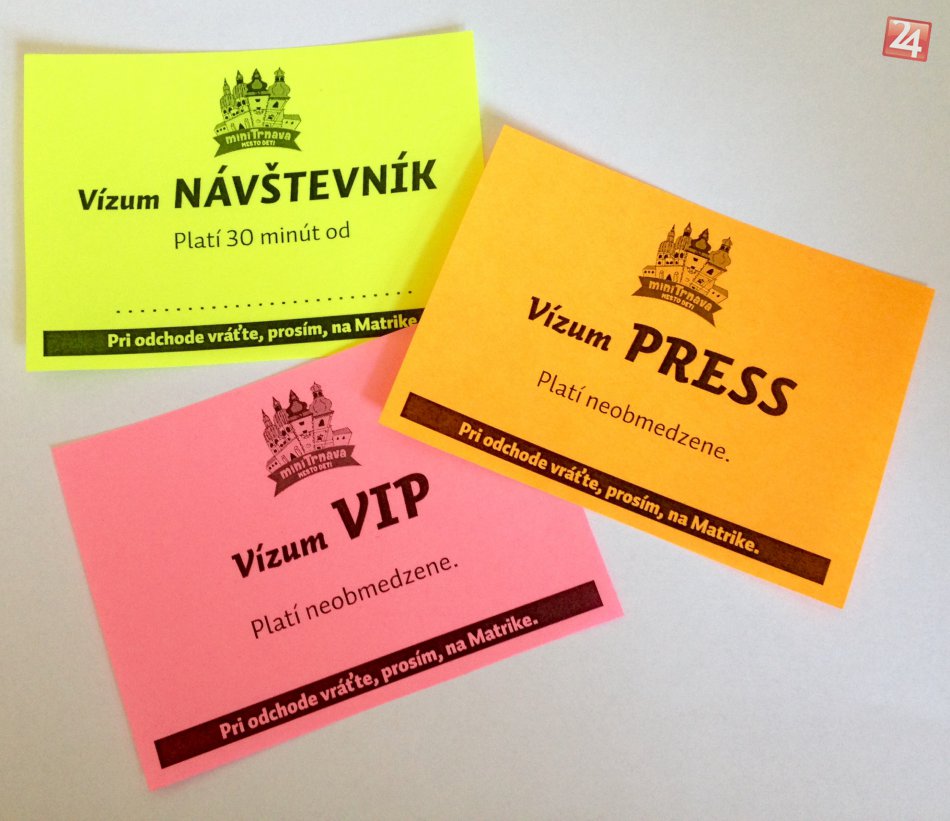 24
miniTrnava
MESTO DETÍ
Vízum NÁVŠTEVNÍK
Platí 30 minút od
........................................
Pri odchode vráťte, prosím, na Matrike
miniTrnava
MESTO DETÍ
Vízum PRESS
Platí neobmedzene.
Pri odchode vráťte, prosím, na Matrike.
miniTrnava
MESTO DETÍ
Vízum VIP
Platí neobmedzene.
Pri odchode vráťte, prosím, na Matrike.